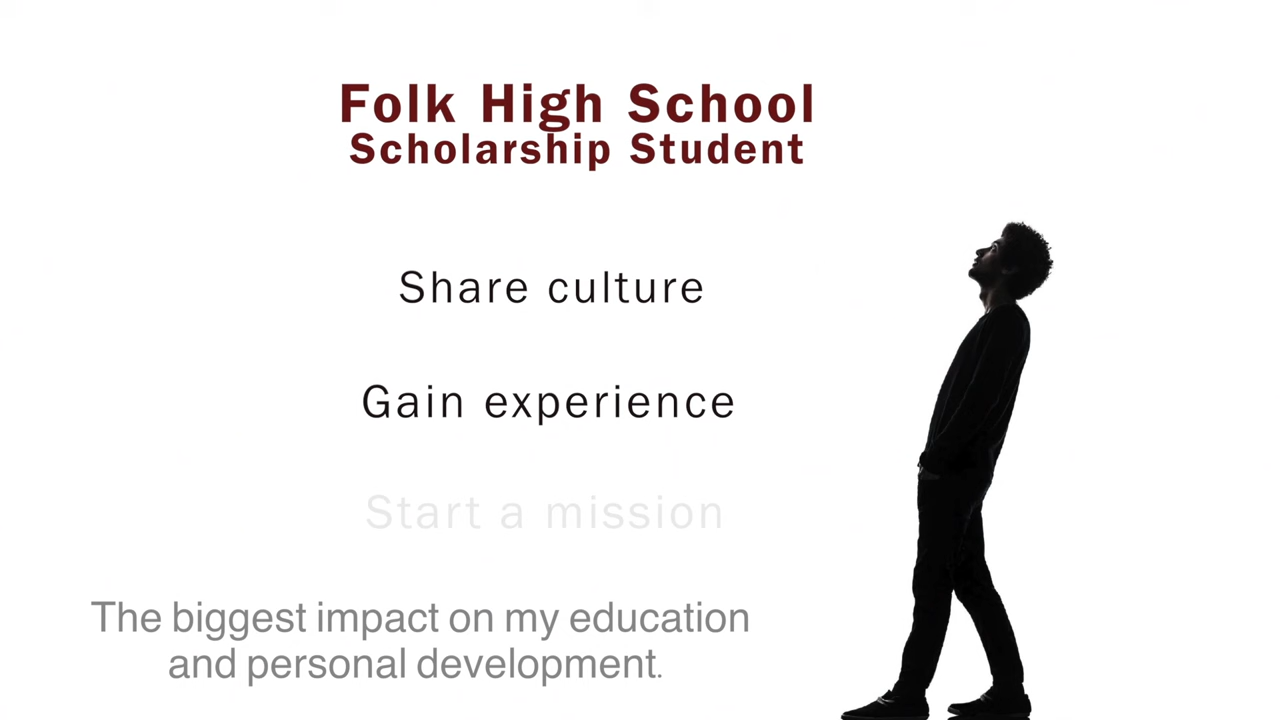 Folk High School
Scholarship Student
Share culture
Gain experience
Start a mission
The biggest impact on my education
and personal development.